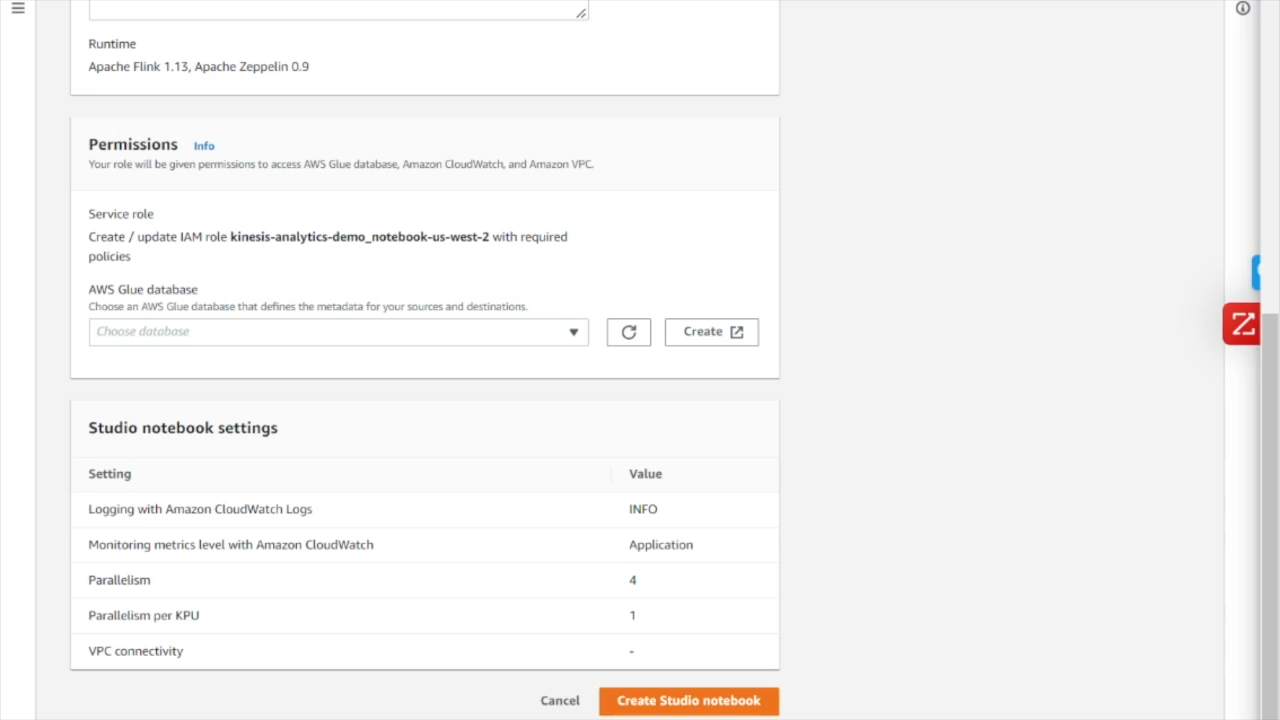 Runtime
Apache Flink 1.13, Apache Zeppelin 0.9
Permissions Info
Your role will be given permissions to access AWS Glue database, Amazon CloudWatch, and Amazon VPC.
Service role
Create / update IAM role kinesis-analytics-demo_notebook-us-west-2 with required
policies
AWS Glue database
Choose an AWS Glue database that defines the metadata for your sources and destinations.
Choose database
Create
Studio notebook settings
Setting Value
Logging with Amazon CloudWatch Logs INFO
Monitoring metrics level with Amazon CloudWatch Application
Parallelism 4
Parallelism per KPU 1
VPC connectivity -
Cancel Create Studio notebook